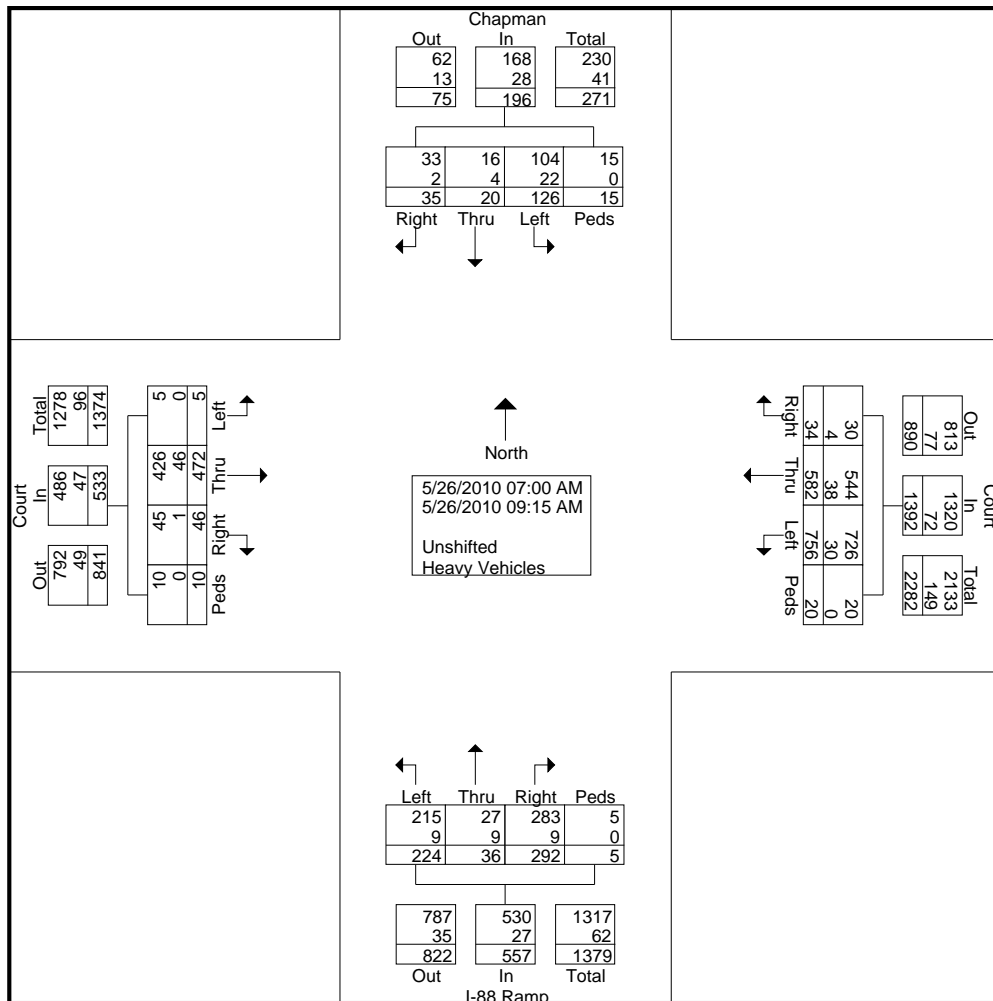 Chapman
Out In Total
62 168 230
13 28 41
75 196 271
33 16 104 15
2 4 22 0
35 20 126 15
Right Thru Left Peds
Court
Total In Out
1278 486 792
96 47 49
1374 533 841
5 426 45 10
0 46 1 0
5 472 46 10
Left Thru Right Peds
North
5/26/2010 07:00 AM
5/26/2010 09:15 AM
Unshifted
Heavy Vehicles
Right Thru Left Peds
30 544 726 20
4 38 30 0
34 582 756 20
Court
Out In Total
813 1320 2133
77 72 149
890 1392 2282
Left Thru Right Peds
215 27 283 5
9 9 9 0
224 36 292 5
787 530 1317
35 27 62
822 557 1379
Out In Total
I-88 Ramp